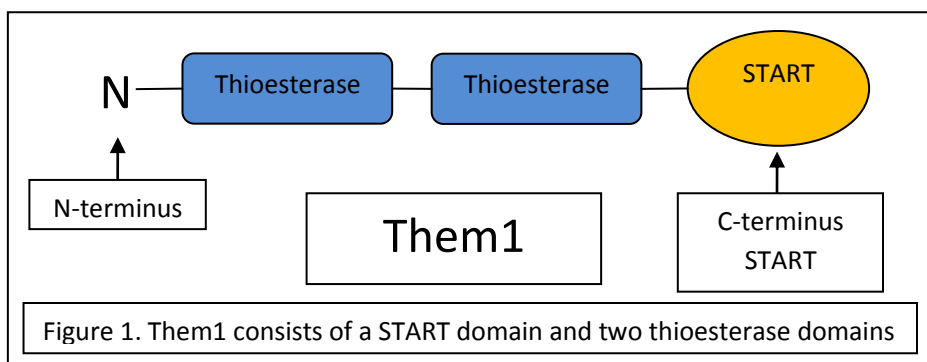 N
Thioesterase
Thioesterase
START
N-terminus
Them1
C-terminus
START
Figure 1. Them1 consists of a START domain and two thioesterase domains